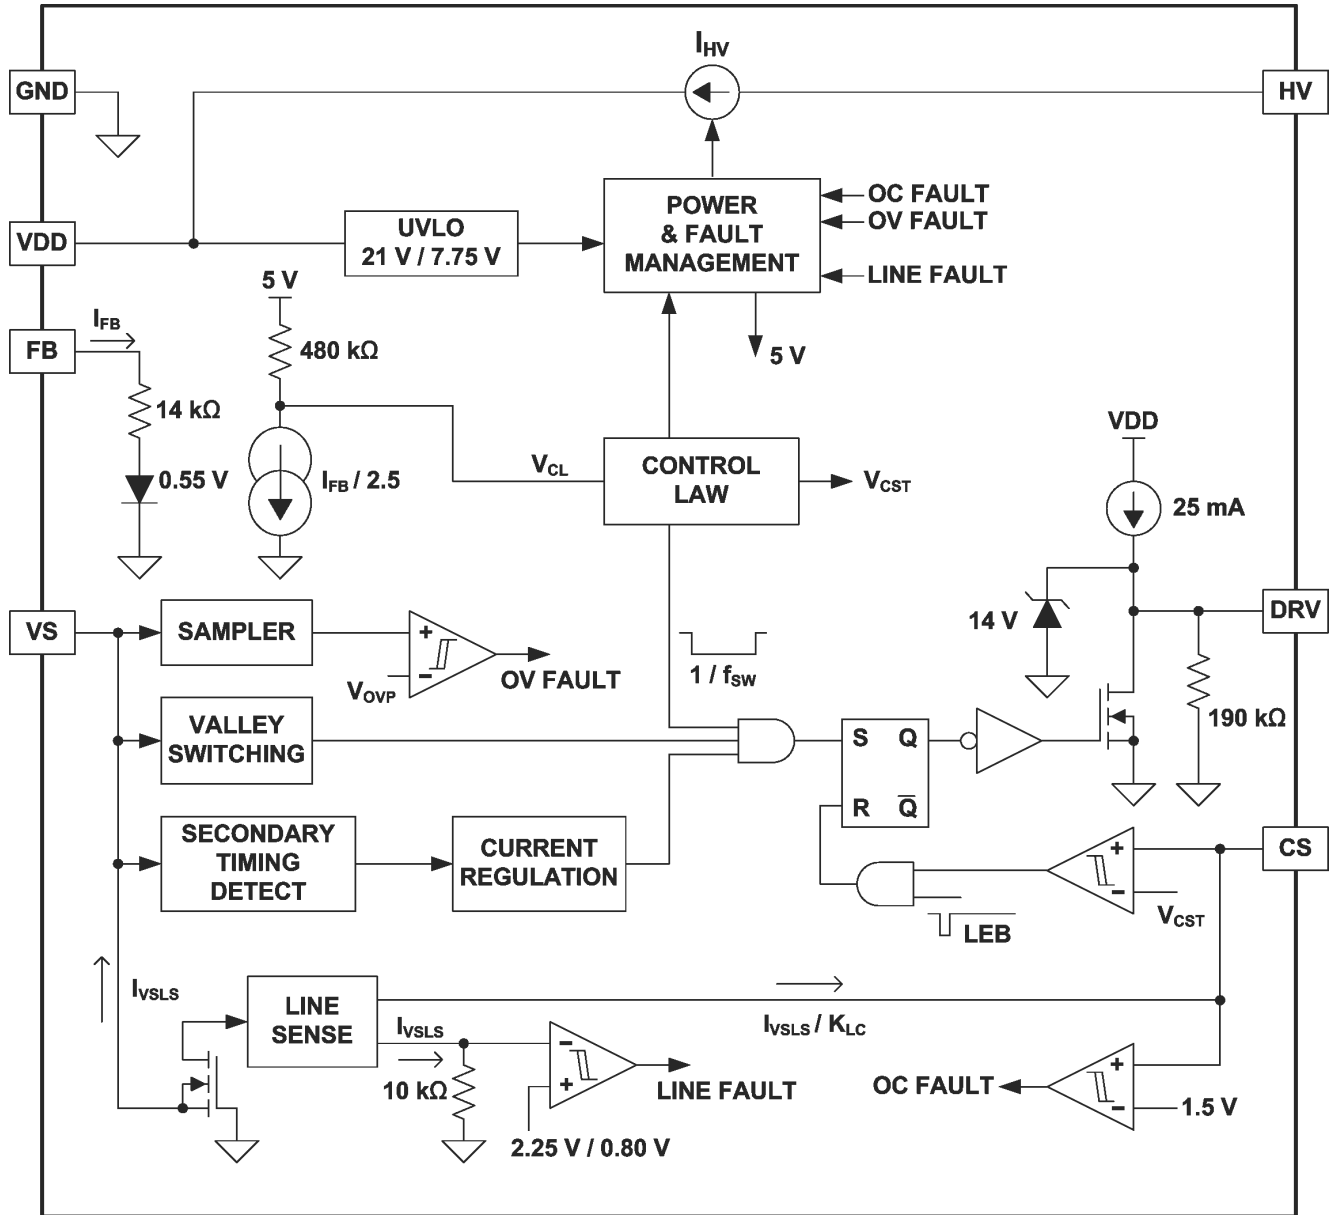 I_HV
GND
HV
POWER
& FAULT
MANAGEMENT
OC FAULT
OV FAULT
LINE FAULT
VDD
UVLO
21 V / 7.75 V
5 V
I_FB
FB
480 kΩ
5 V
14 kΩ
0.55 V
I_FB / 2.5
V_CL
CONTROL
LAW
V_CST
VDD
25 mA
VS
SAMPLER
V_OVP
+
−
OV FAULT
1 / f_SW
14 V
DRV
190 kΩ
VALLEY
SWITCHING
S Q
R Q̅
SECONDARY
TIMING
DETECT
CURRENT
REGULATION
+
−
CS
V_CST
LEB
I_VSLS
LINE
SENSE
I_VSLS
I_VSLS / K_LC
10 kΩ
−
+
LINE FAULT
2.25 V / 0.80 V
OC FAULT
+
−
1.5 V